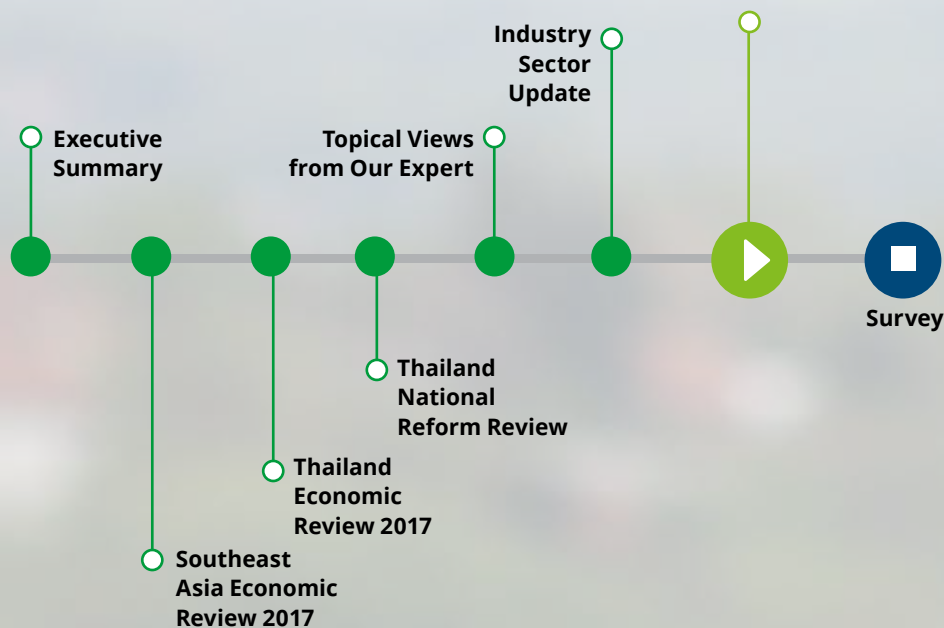 Industry
Sector
Update
Executive
Summary
Topical Views
from Our Expert
Survey
Thailand
National
Reform Review
Thailand
Economic
Review 2017
Southeast
Asia Economic
Review 2017